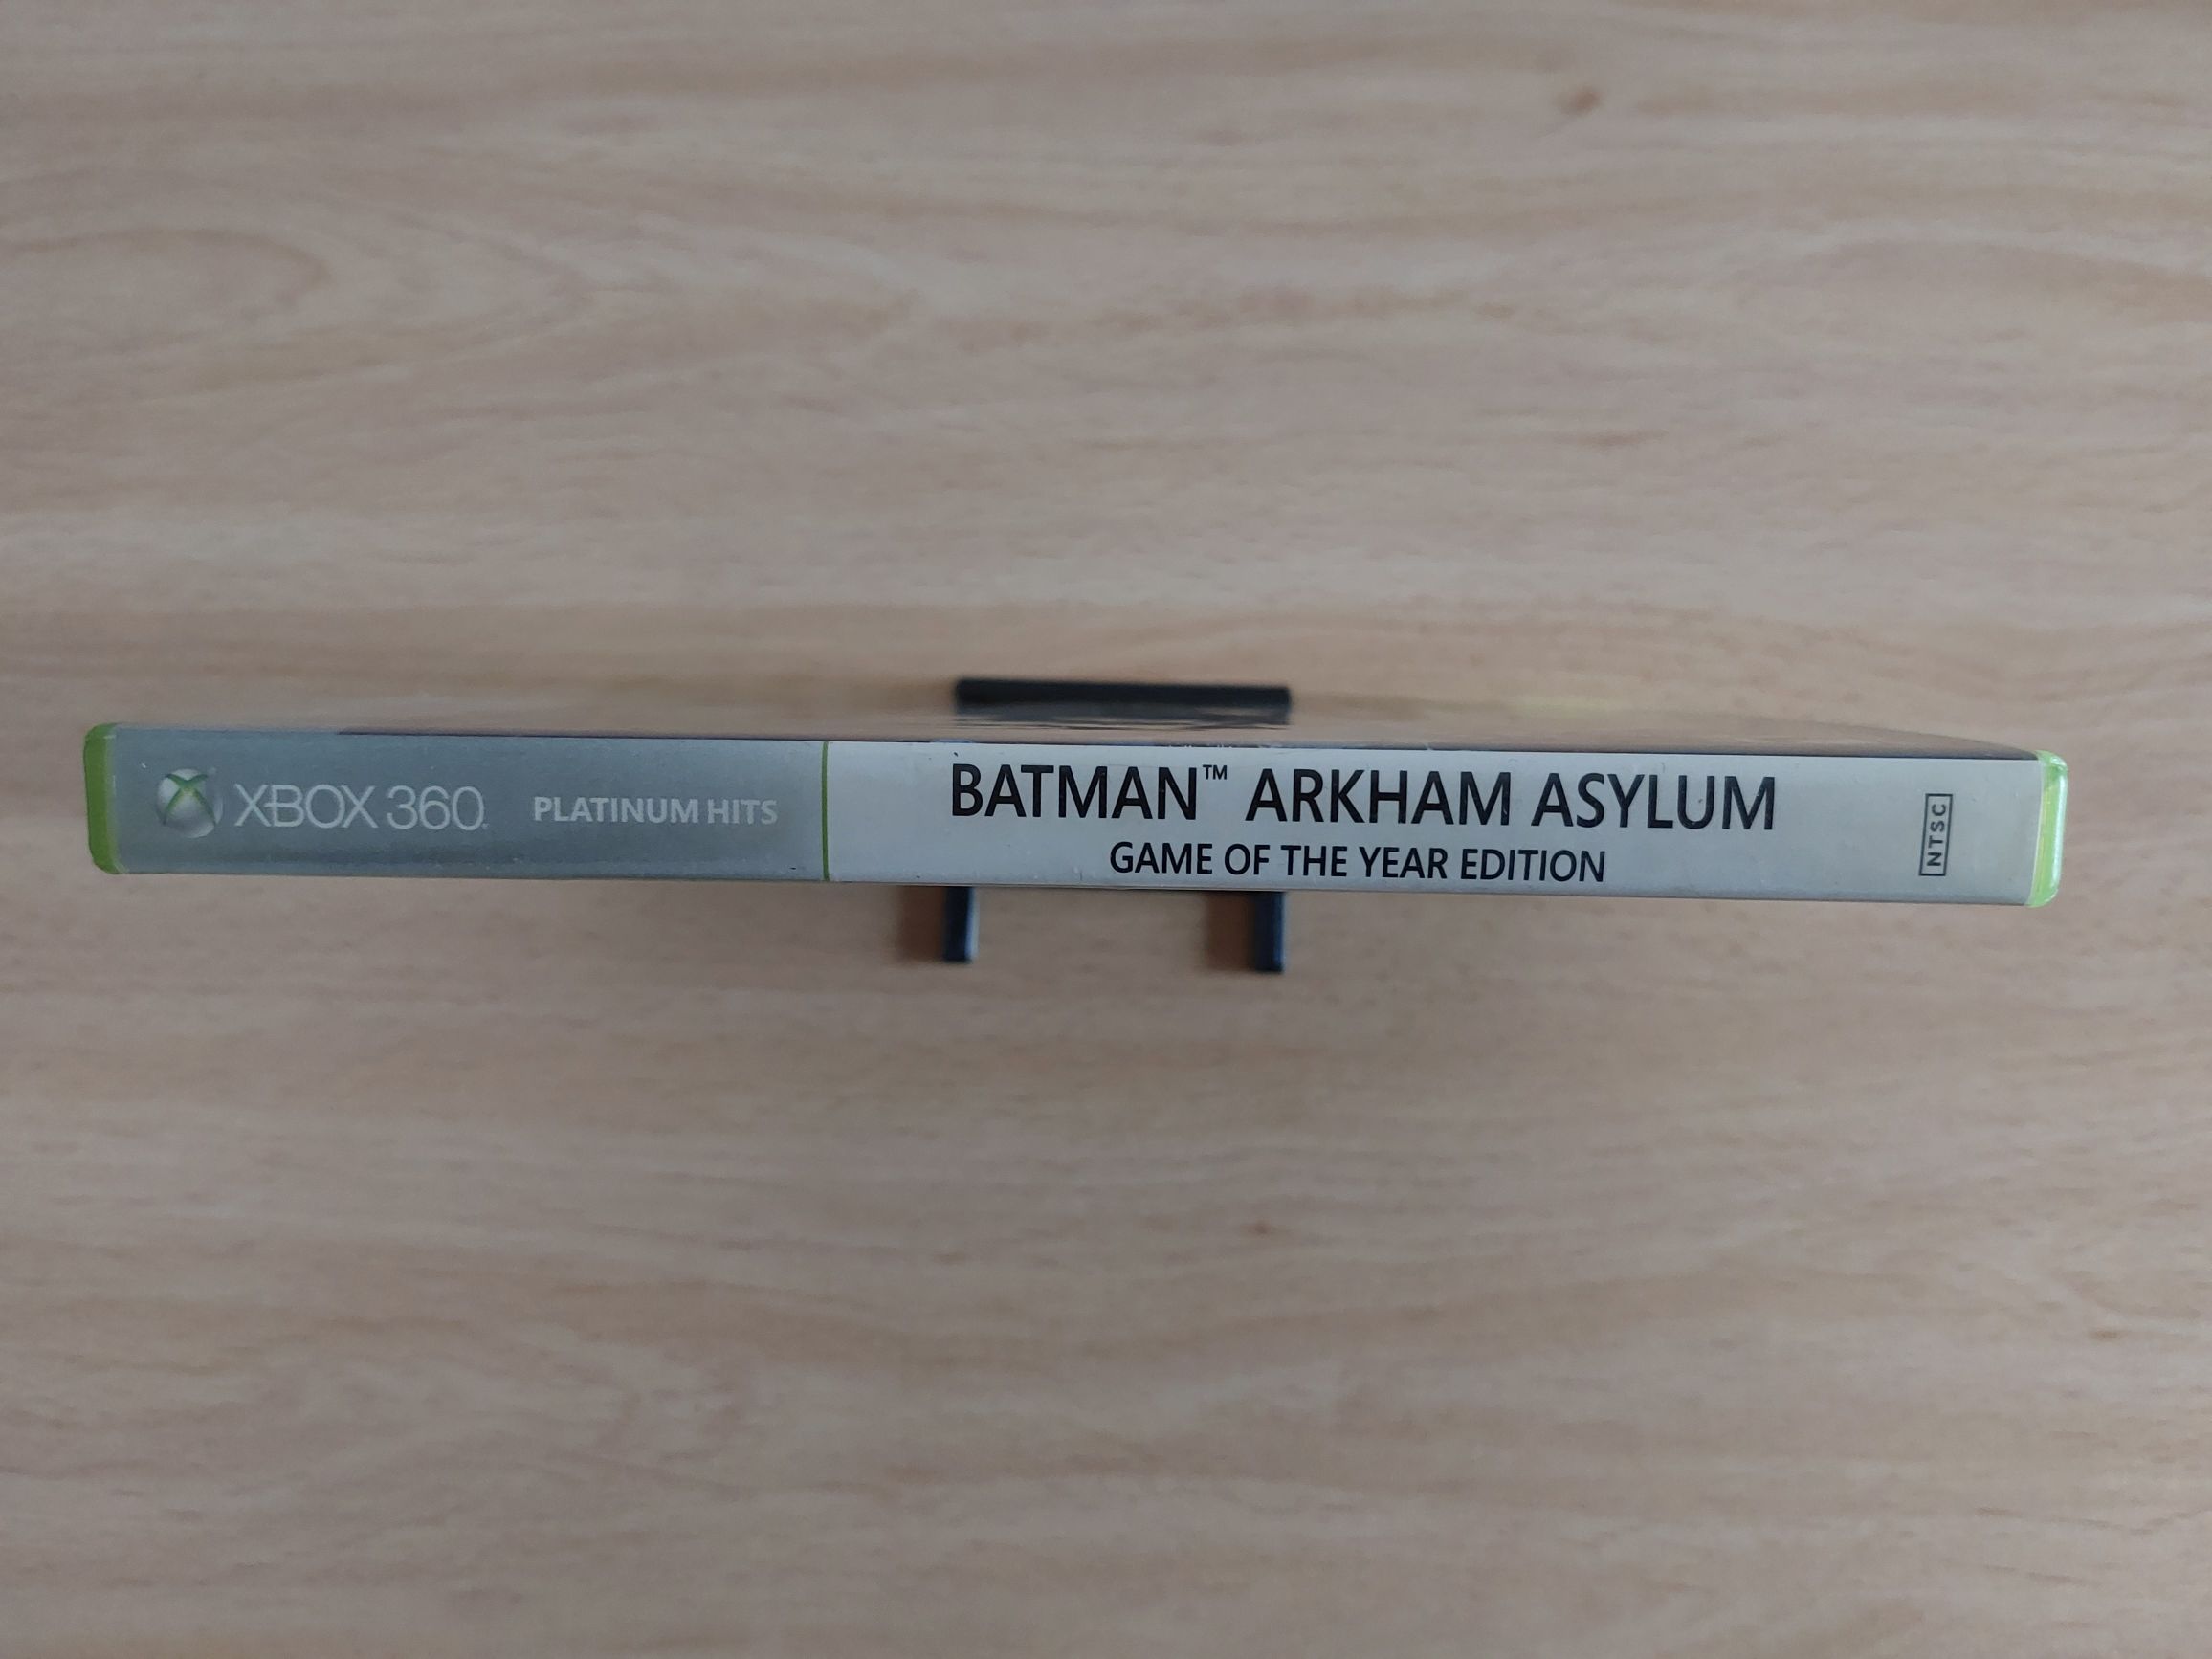 XBOX 360
PLATINUM HITS
BATMAN™ ARKHAM ASYLUM
GAME OF THE YEAR EDITION
NTSC